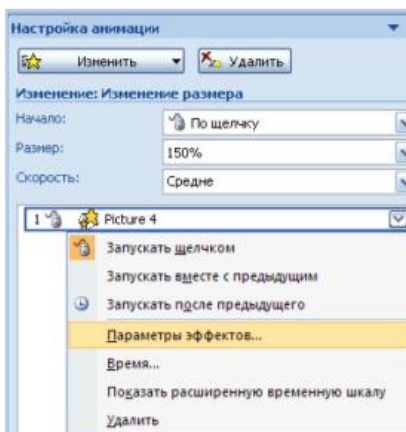 Настройка анимации
Изменить Удалить
Изменение: Изменение размера
Начало: По щелчку
Размер: 150%
Скорость: Средне
1 Picture 4
Запускать щелчком
Запускать вместе с предыдущим
Запускать после предыдущего
Параметры эффектов...
Время...
Показать расширенную временную шкалу
Удалить